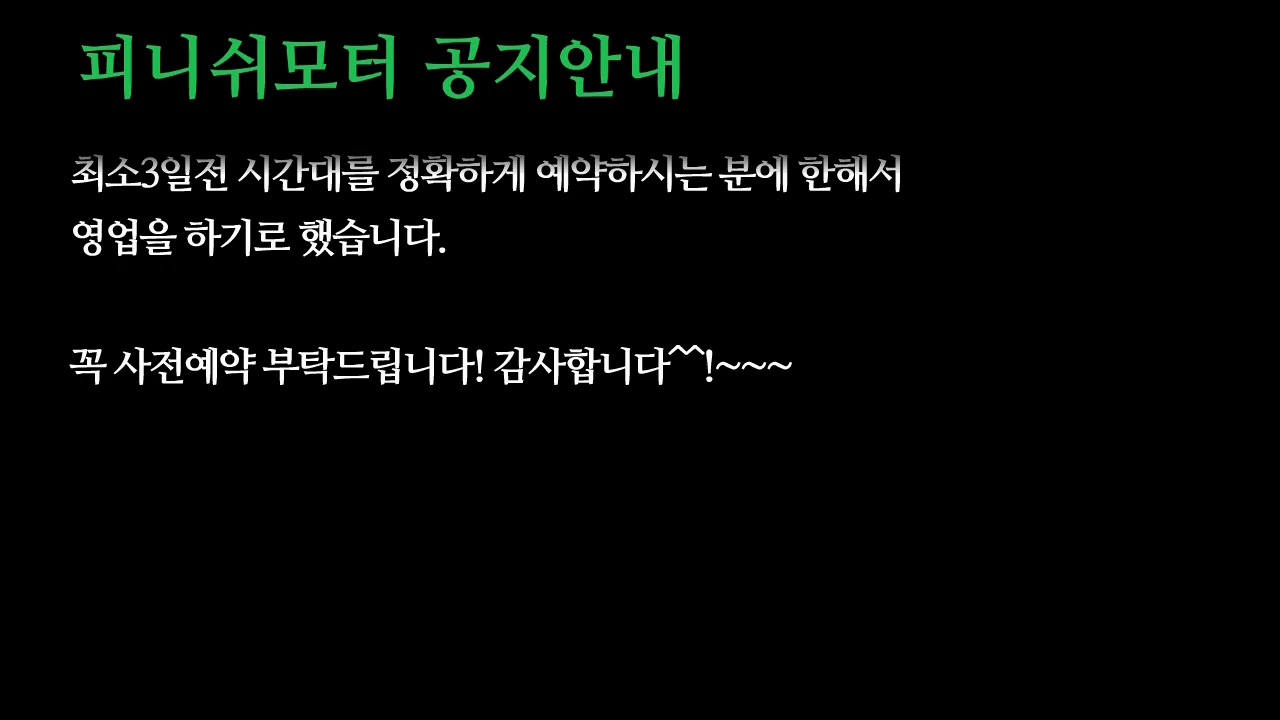 피니쉬모터 공지안내
최소3일전 시간대를 정확하게 예약하시는 분에 한해서
영업을 하기로 했습니다.
꼭 사전예약 부탁드립니다! 감사합니다^^!~~~